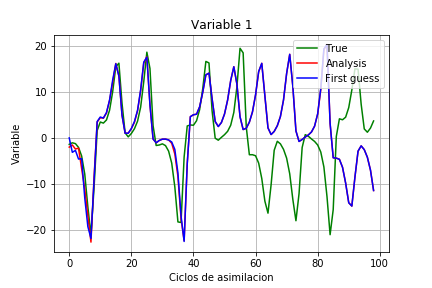 Variable 1
True
Analysis
First guess
Variable
20
10
0
−10
−20
0
20
40
60
80
100
Ciclos de asimilacion